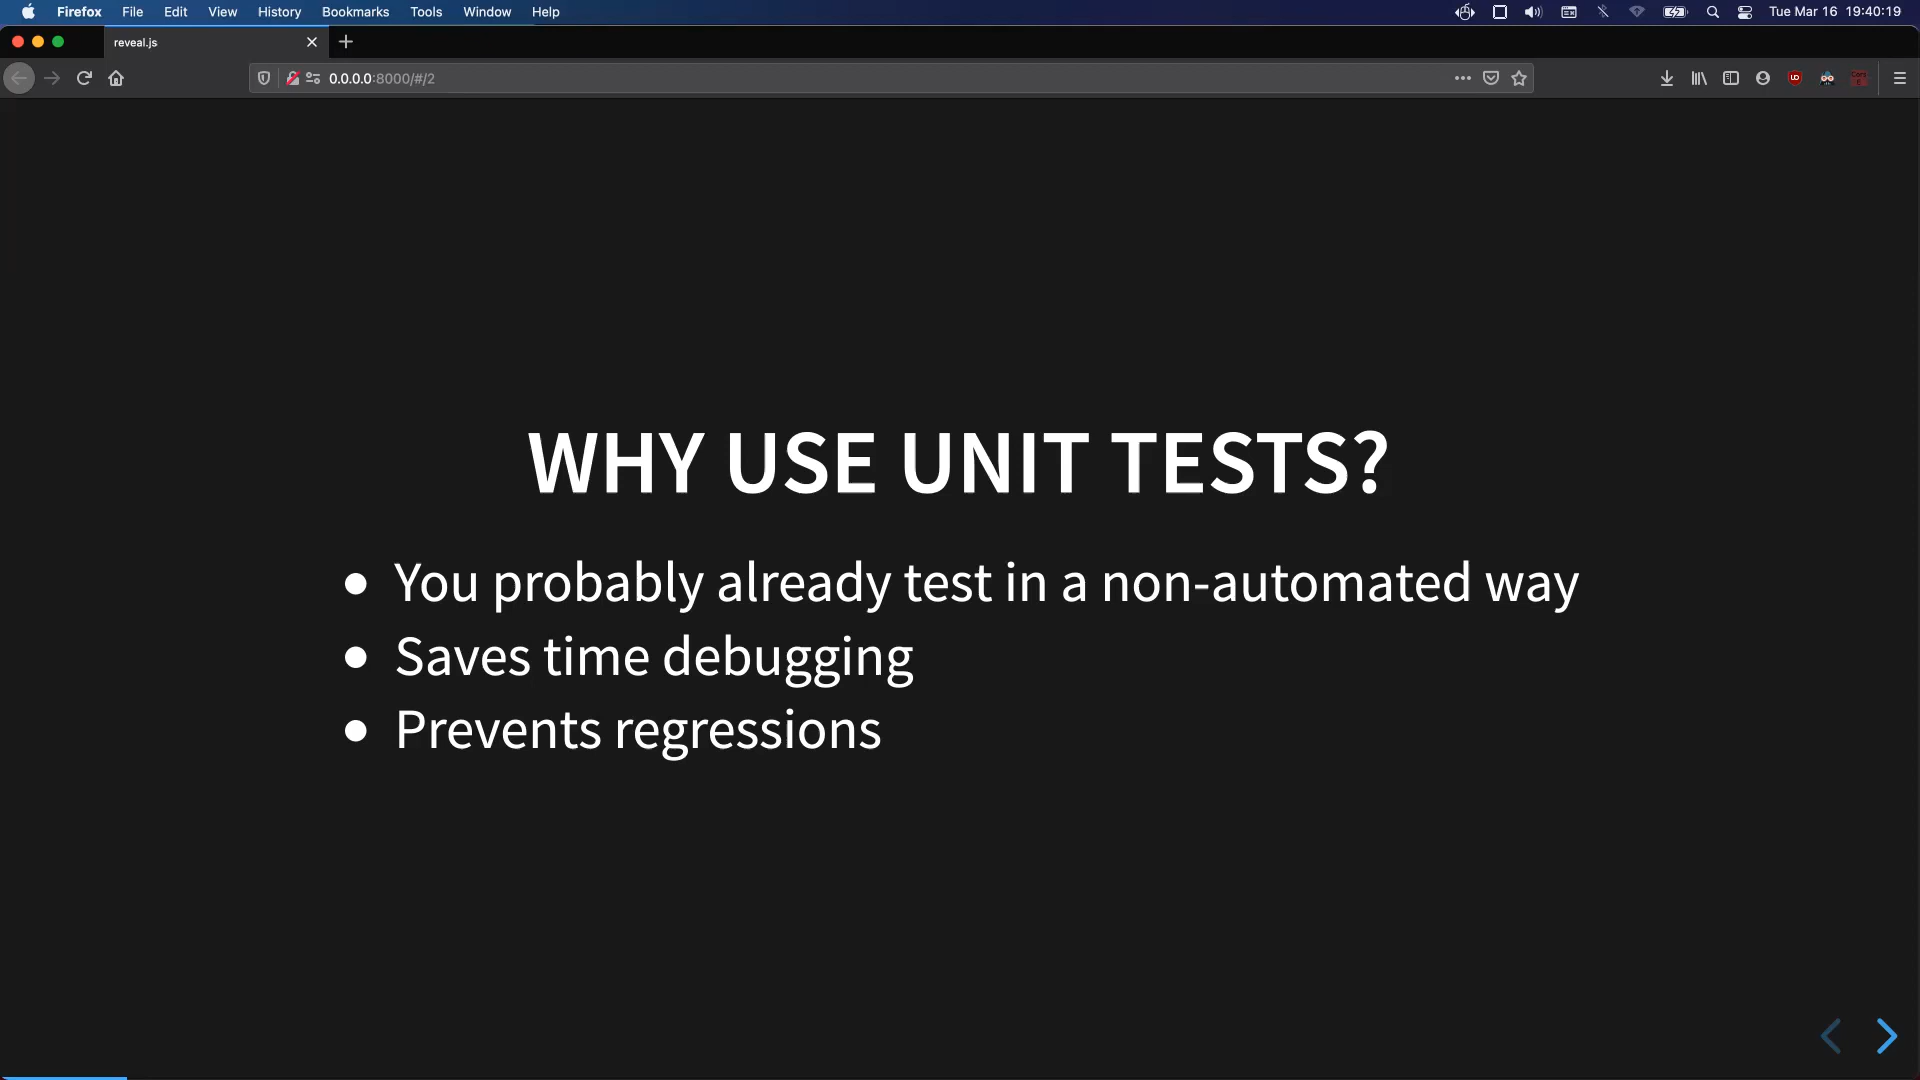 Firefox File Edit View History Bookmarks Tools Window Help Tue Mar 16 19:40:19
reveal.js
0.0.0.0:8000/#/2
WHY USE UNIT TESTS?
• You probably already test in a non-automated way
• Saves time debugging
• Prevents regressions